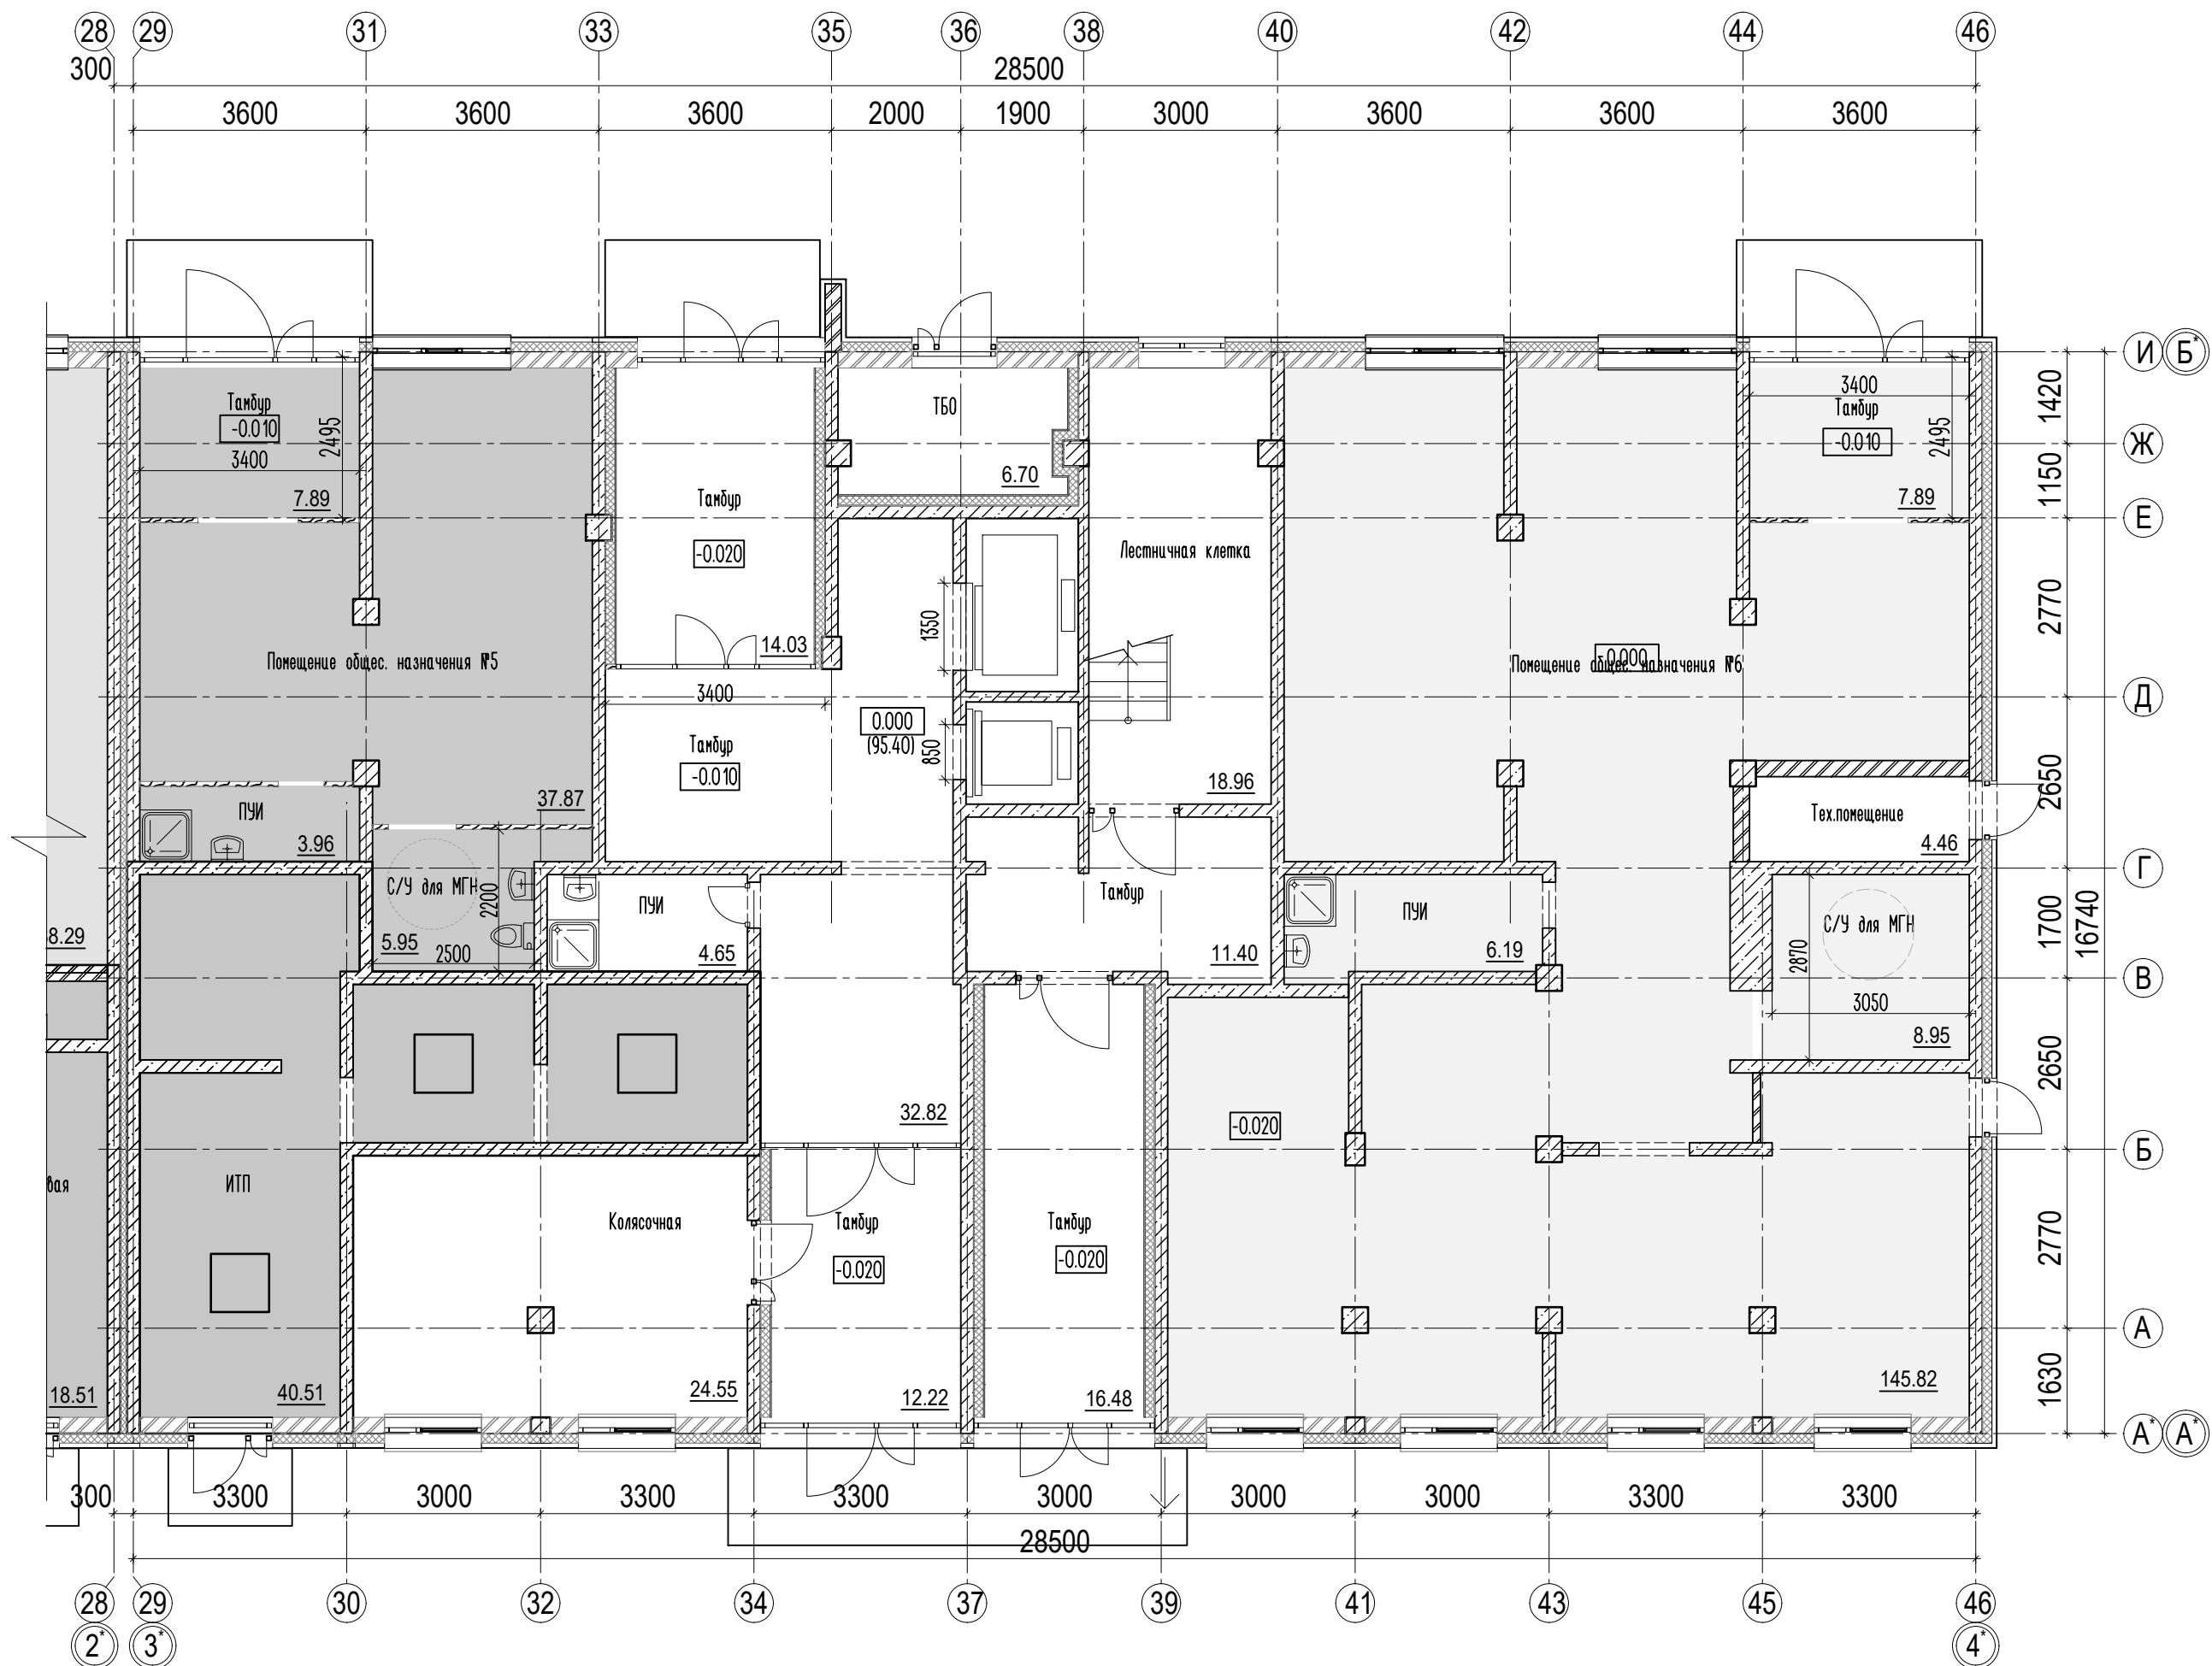 28 29 31 33 35 36 38 40 42 44 46
300 28500
3600 3600 3600 2000 1900 3000 3600 3600 3600
И Б*
1420
Тамбур
-0.010
3400
2495
7.89
ТБО
6.70
3400
Тамбур
-0.010
2495
7.89
Ж
1150
Е
Тамбур
-0.020
14.03
Лестничная клетка
1350
2770
Помещение общес. назначения №5
0.000
Помещение общес. назначения №6
3400
Д
0.000
(95.40)
850
Тамбур
-0.010
18.96
2650
37.87
ПУИ
3.96
Тех.помещение
4.46
Г
С/У для МГН
2200
5.95
2500
ПУИ
4.65
Тамбур
11.40
ПУИ
6.19
С/У для МГН
2870
3050
8.95
1700
16740
8.29
В
2650
32.82
-0.020
Б
вая
ИТП
Колясочная
Тамбур
-0.020
Тамбур
-0.020
2770
А
18.51
40.51
24.55
12.22
16.48
145.82
1630
А* А*
300 3300 3000 3300 3300 3000 3000 3000 3300 3300
28500
28 29 30 32 34 37 39 41 43 45 46
2* 3* 4*